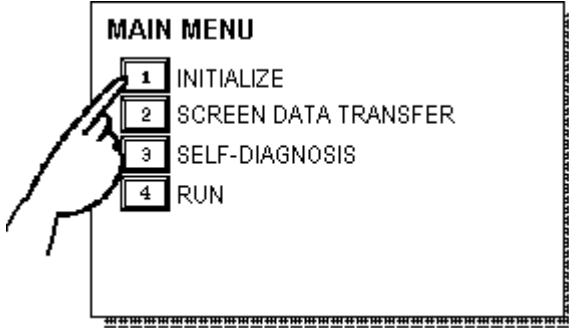 MAIN MENU
1 INITIALIZE
2 SCREEN DATA TRANSFER
3 SELF-DIAGNOSIS
4 RUN